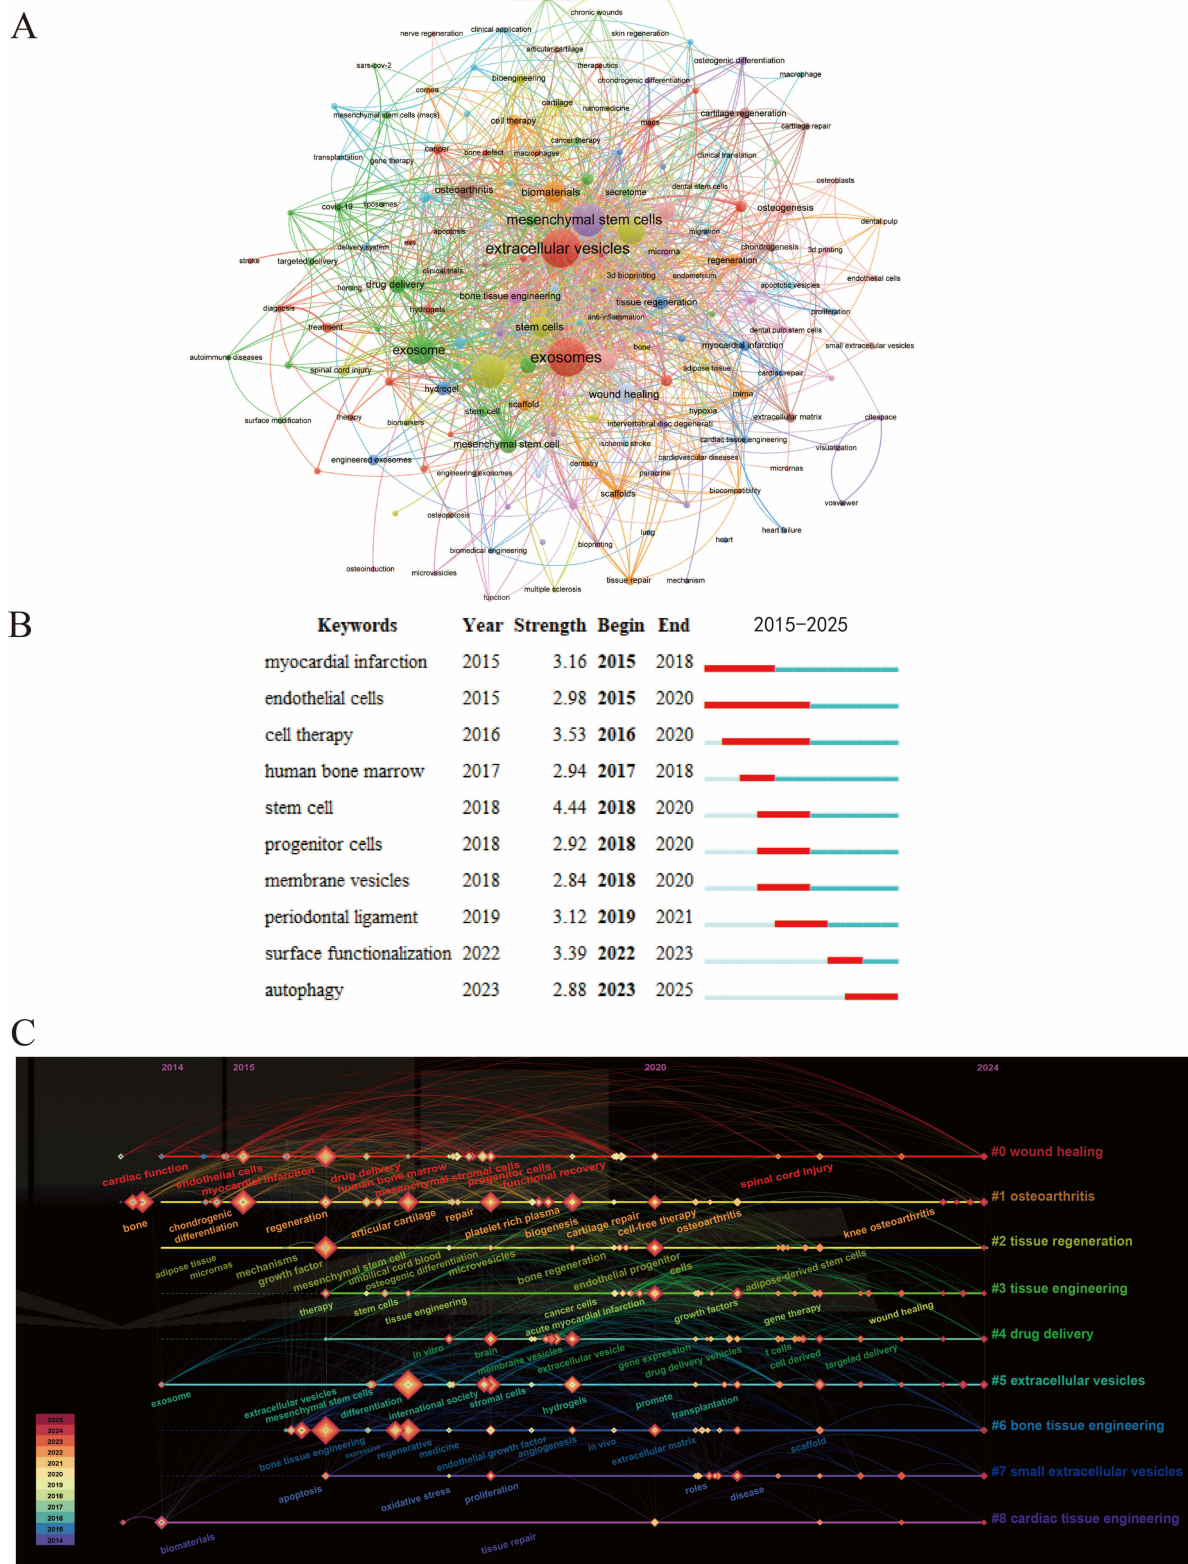 A
chronic wounds
nerve regeneration
clinical application
skin regeneration
articular cartilage
sars-cov-2
therapeutics
osteogenic differentiation
macrophage
bioengineering
chondrogenic differentiation
cornea
cartilage
nanomedicine
mesenchymal stem cells (mscs)
cell therapy
mscs
cartilage regeneration
cartilage repair
cancer therapy
transplantation
gene therapy
cancer
bone defect
macrophages
clinical translation
osteoarthritis
biomaterials
secretome
dental stem cells
osteoblasts
covid-19
liposomes
mesenchymal stem cells
osteogenesis
dental pulp
apoptosis
migration
delivery system
evs
extracellular vesicles
microrna
chondrogenesis
3d printing
stroke
targeted delivery
clinical trials
3d bioprinting
endometrium
regeneration
endothelial cells
homing
drug delivery
bone tissue engineering
tissue regeneration
apoptotic vesicles
diagnosis
hydrogels
anti-inflammation
proliferation
treatment
stem cells
dental pulp stem cells
autoimmune diseases
exosome
exosomes
bone
myocardial infarction
small extracellular vesicles
spinal cord injury
adipose tissue
cardiac repair
hydrogel
wound healing
mirna
surface modification
therapy
biomarkers
stem cell
scaffold
hypoxia
extracellular matrix
citespace
intervertebral disc degenerati
mesenchymal stem cell
ischemic stroke
cardiac tissue engineering
visualization
engineered exosomes
engineering exosomes
dentistry
cardiovascular diseases
paracrine
micrornas
scaffolds
biocompatibility
vosviewer
osteoporosis
heart failure
biomedical engineering
bioprinting
lung
heart
osteoinduction
microvesicles
tissue repair
mechanism
function
multiple sclerosis
B
Keywords Year Strength Begin End 2015-2025
myocardial infarction 2015 3.16 2015 2018
endothelial cells 2015 2.98 2015 2020
cell therapy 2016 3.53 2016 2020
human bone marrow 2017 2.94 2017 2018
stem cell 2018 4.44 2018 2020
progenitor cells 2018 2.92 2018 2020
membrane vesicles 2018 2.84 2018 2020
periodontal ligament 2019 3.12 2019 2021
surface functionalization 2022 3.39 2022 2023
autophagy 2023 2.88 2023 2025
C
2014 2015 2020 2024
#0 wound healing
cardiac function
endothelial cells
myocardial infarction
drug delivery
human bone marrow
mesenchymal stromal cells
progenitor cells
functional recovery
spinal cord injury
#1 osteoarthritis
bone
chondrogenic
differentiation
regeneration
articular cartilage
repair
platelet rich plasma
biogenesis
cartilage repair
cell-free therapy
osteoarthritis
knee osteoarthritis
#2 tissue regeneration
adipose tissue
micrornas
mechanisms
growth factor
mesenchymal stem cell
umbilical cord blood
osteogenic differentiation
microvesicles
bone regeneration
endothelial progenitor
cells
adipose-derived stem cells
#3 tissue engineering
therapy
stem cells
tissue engineering
cancer cells
acute myocardial infarction
growth factors
gene therapy
wound healing
#4 drug delivery
in vitro
brain
membrane vesicles
extracellular vesicle
gene expression
drug delivery vehicles
t cells
cell derived
targeted delivery
#5 extracellular vesicles
exosome
extracellular vesicles
mesenchymal stem cells
differentiation
international society
stromal cells
hydrogels
promote
transplantation
#6 bone tissue engineering
bone tissue engineering
expression
regenerative
medicine
endothelial growth factor
angiogenesis
in vivo
extracellular matrix
scaffold
#7 small extracellular vesicles
apoptosis
oxidative stress
proliferation
roles
disease
#8 cardiac tissue engineering
biomaterials
tissue repair
2025
2024
2023
2022
2021
2020
2019
2018
2017
2016
2016
2014